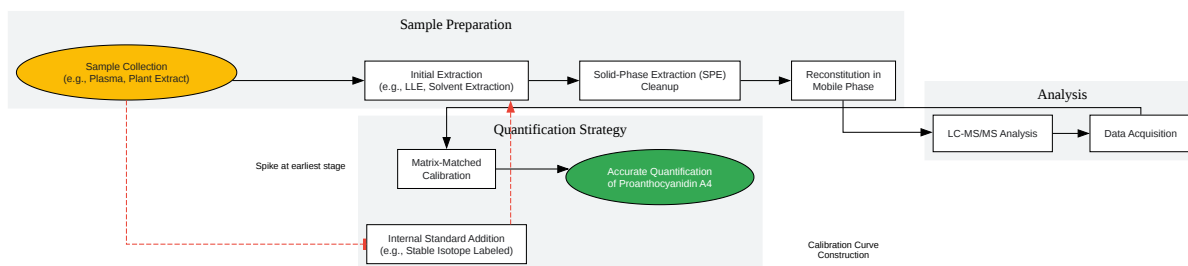 Sample Preparation
Sample Collection
(e.g., Plasma, Plant Extract)
Initial Extraction
(e.g., LLE, Solvent Extraction)
Solid-Phase Extraction (SPE)
Cleanup
Reconstitution in
Mobile Phase
Analysis
LC-MS/MS Analysis
Data Acquisition
Quantification Strategy
Spike at earliest stage
Matrix-Matched
Calibration
Accurate Quantification
of Proanthocyanidin A4
Internal Standard Addition
(e.g., Stable Isotope Labeled)
Calibration Curve
Construction